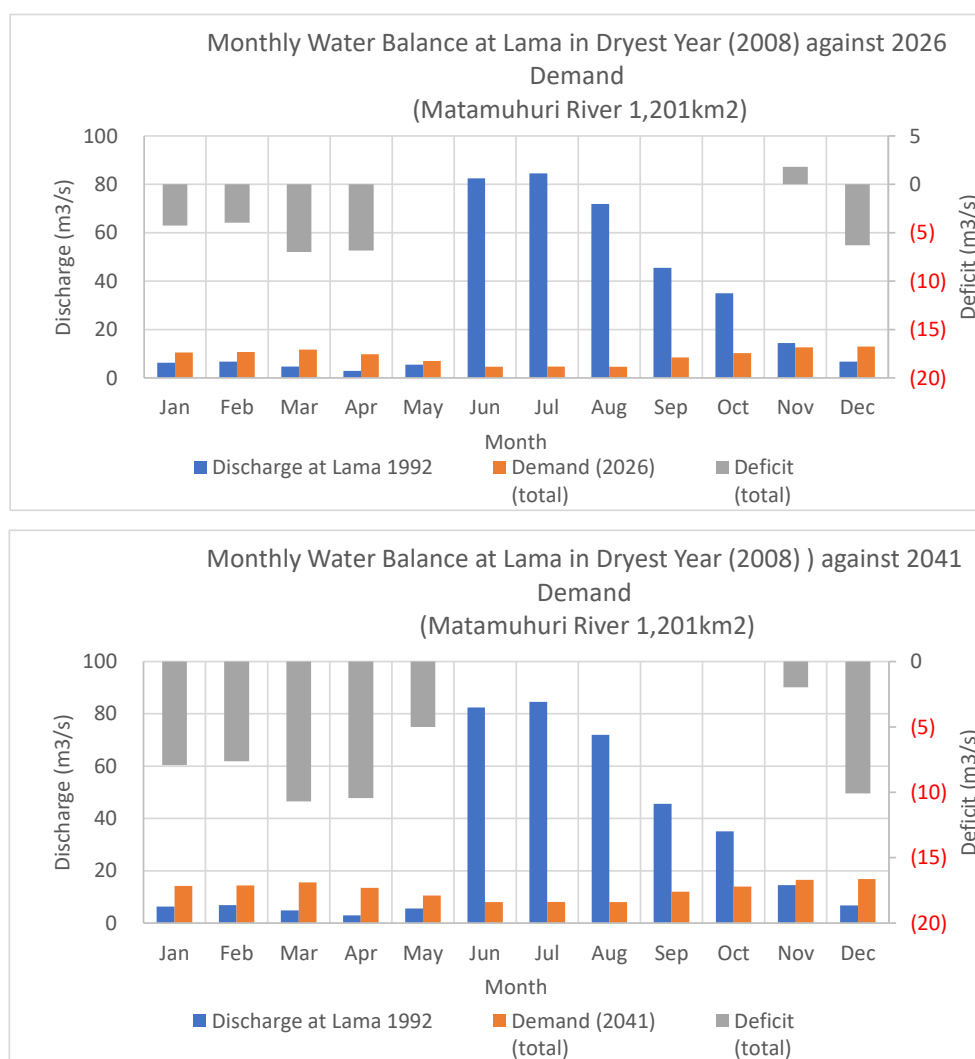 Monthly Water Balance at Lama in Dryest Year (2008) against 2026
Demand
(Matamuhuri River 1,201km2)
100
80
60
40
20
0
Discharge (m3/s)
5
0
(5)
(10)
(15)
(20)
Deficit (m3/s)
Jan Feb Mar Apr May Jun Jul Aug Sep Oct Nov Dec
Month
Discharge at Lama 1992 Demand (2026) Deficit
(total) (total)
Monthly Water Balance at Lama in Dryest Year (2008) ) against 2041
Demand
(Matamuhuri River 1,201km2)
100
80
60
40
20
0
Discharge (m3/s)
0
(5)
(10)
(15)
(20)
Deficit (m3/s)
Jan Feb Mar Apr May Jun Jul Aug Sep Oct Nov Dec
Month
Discharge at Lama 1992 Demand (2041) Deficit
(total) (total)